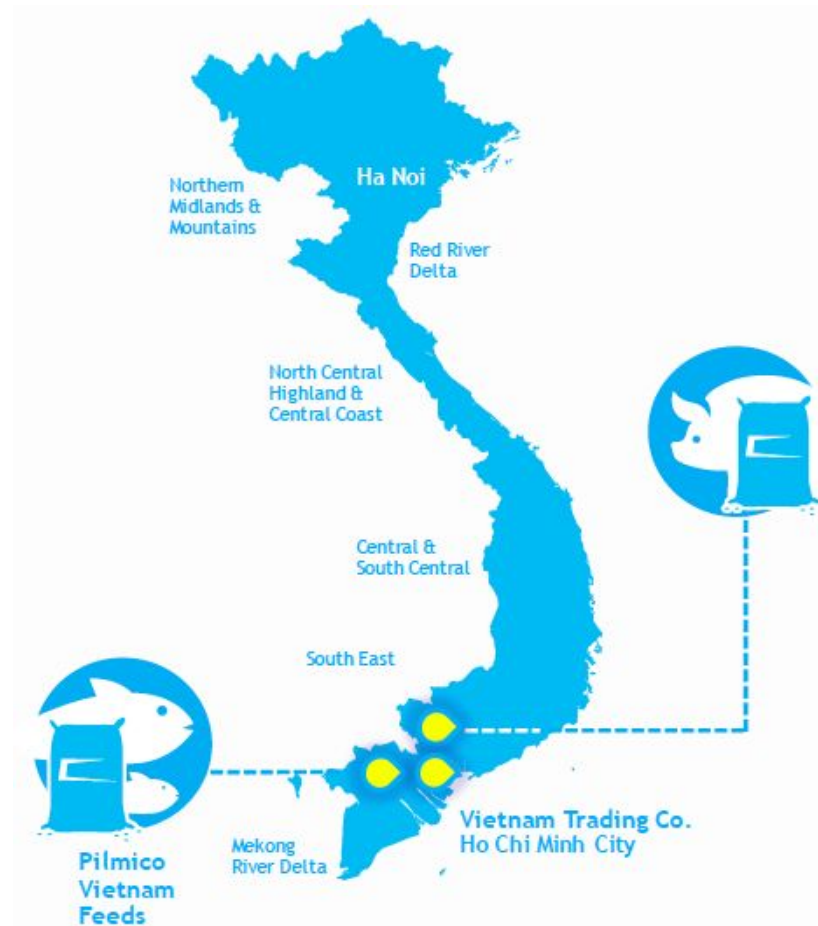 Ha Noi
Northern
Midlands &
Mountains
Red River
Delta
North Central
Highland &
Central Coast
Central &
South Central
South East
Mekong
River Delta
Vietnam Trading Co.
Ho Chi Minh City
Pilmico
Vietnam
Feeds